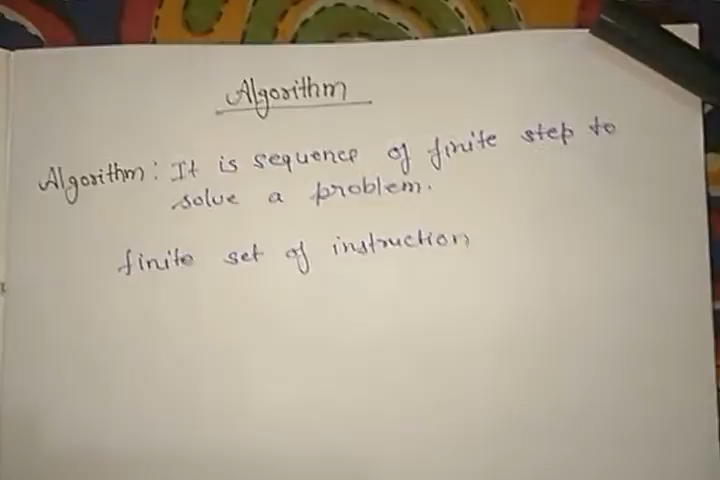 Algorithm
Algorithm : It is sequence of finite step to
solve a problem.
finite set of instruction